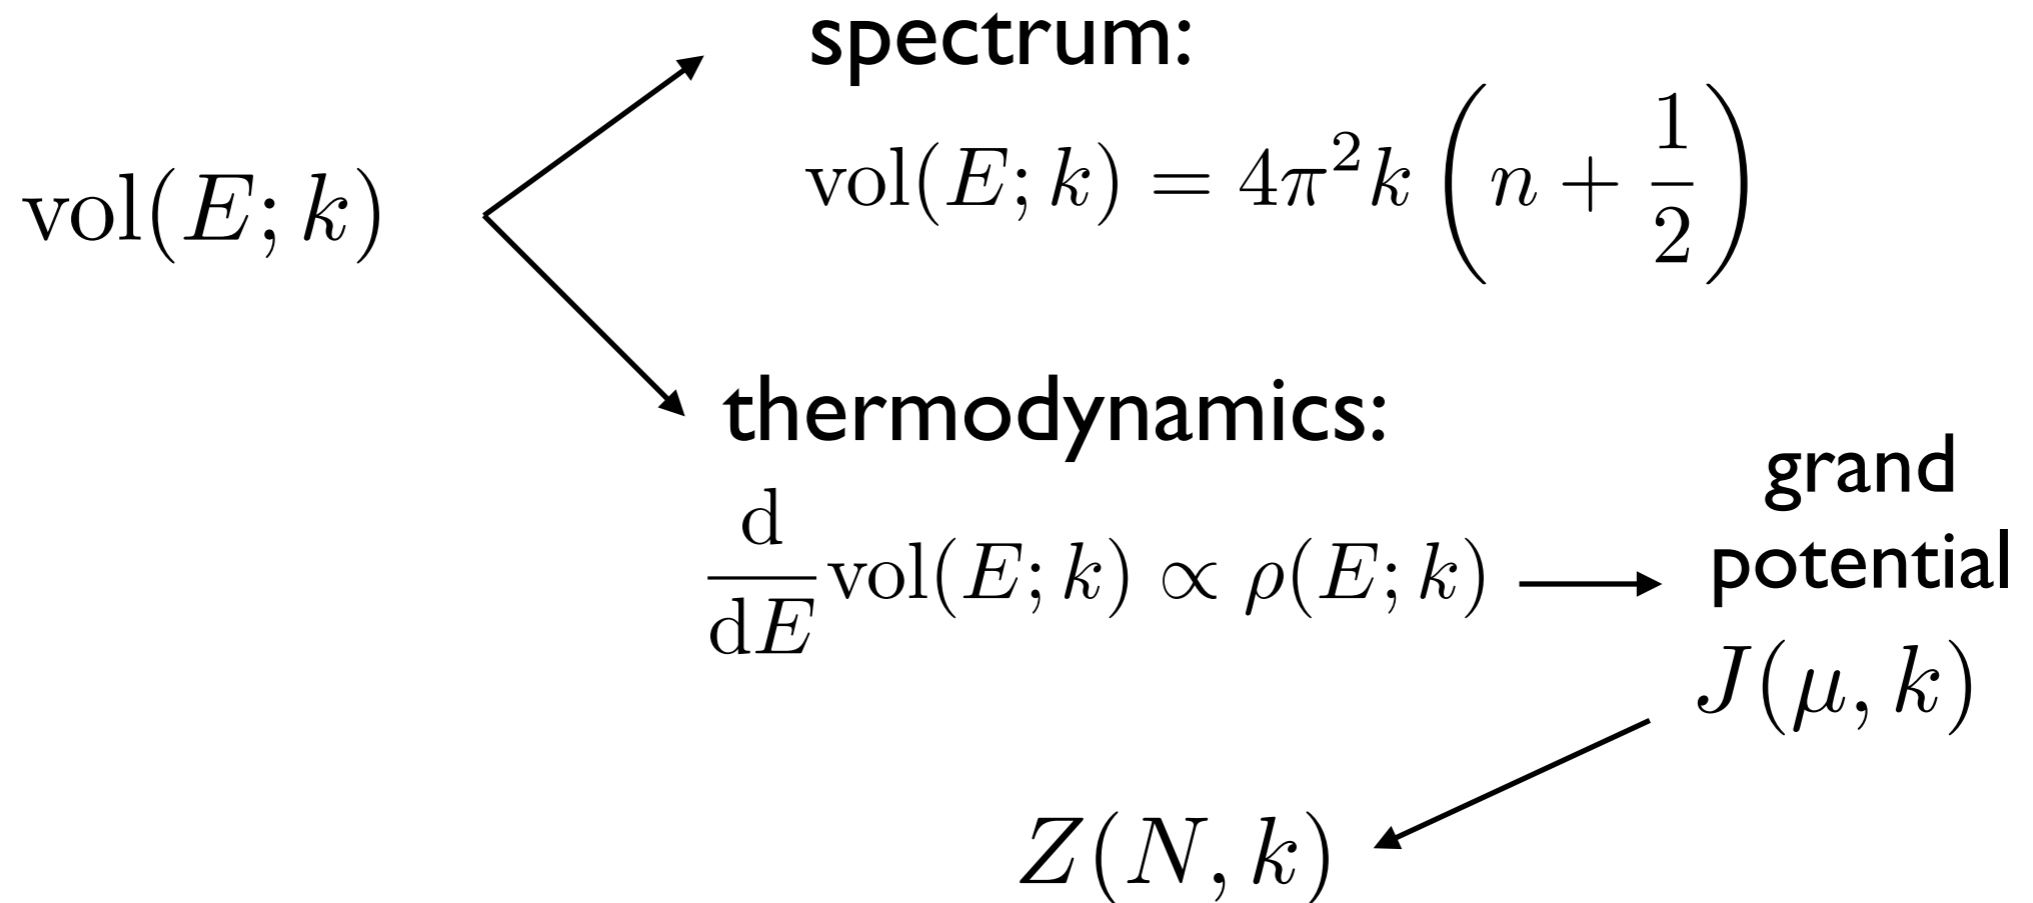 spectrum:
vol(E; k)
vol(E; k) = 4π²k (n + 1/2)
thermodynamics:
d/dE vol(E; k) ∝ ρ(E; k)
grand
potential
J(μ, k)
Z(N, k)